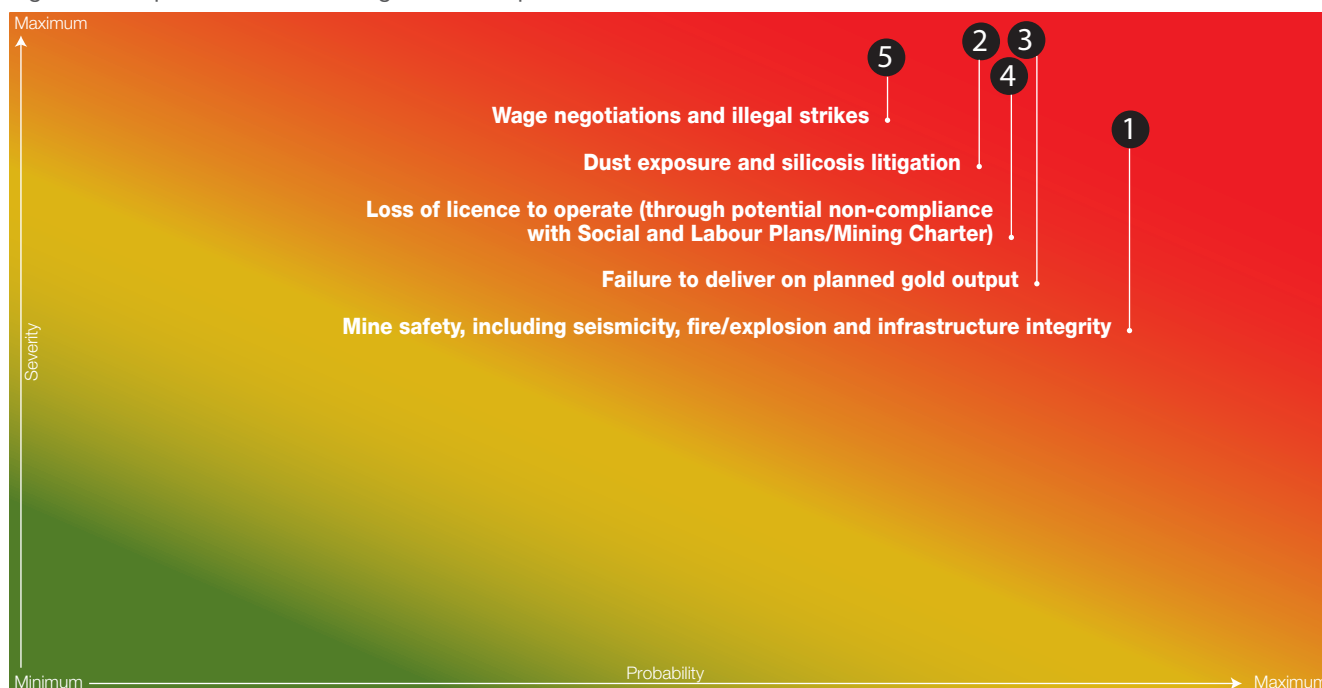 Maximum
2
3
5
4
Wage negotiations and illegal strikes
1
Dust exposure and silicosis litigation
Loss of licence to operate (through potential non-compliance
with Social and Labour Plans/Mining Charter)
Failure to deliver on planned gold output
Mine safety, including seismicity, fire/explosion and infrastructure integrity
Severity
Probability
Minimum
Maximum